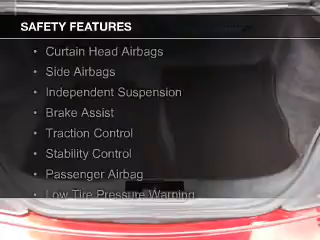 SAFETY FEATURES
• Curtain Head Airbags
• Side Airbags
• Independent Suspension
• Brake Assist
• Traction Control
• Stability Control
• Passenger Airbag
• Low Tire Pressure Warning